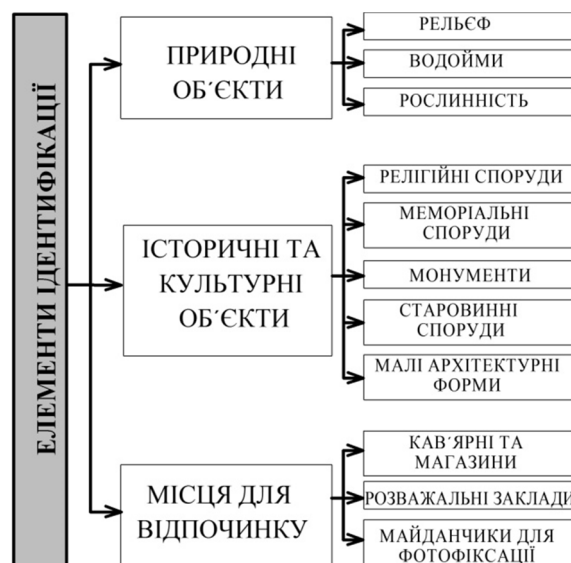 ЕЛЕМЕНТИ ІДЕНТИФІКАЦІЇ
ПРИРОДНІ
ОБ´ЄКТИ
РЕЛЬЄФ
ВОДОЙМИ
РОСЛИННІСТЬ
ІСТОРИЧНІ ТА
КУЛЬТУРНІ
ОБ´ЄКТИ
РЕЛІГІЙНІ СПОРУДИ
МЕМОРІАЛЬНІ
СПОРУДИ
МОНУМЕНТИ
СТАРОВИННІ
СПОРУДИ
МАЛІ АРХІТЕКТУРНІ
ФОРМИ
МІСЦЯ ДЛЯ
ВІДПОЧИНКУ
КАВ´ЯРНІ ТА
МАГАЗИНИ
РОЗВАЖАЛЬНІ ЗАКЛАДИ
МАЙДАНЧИКИ ДЛЯ
ФОТОФІКСАЦІЇ